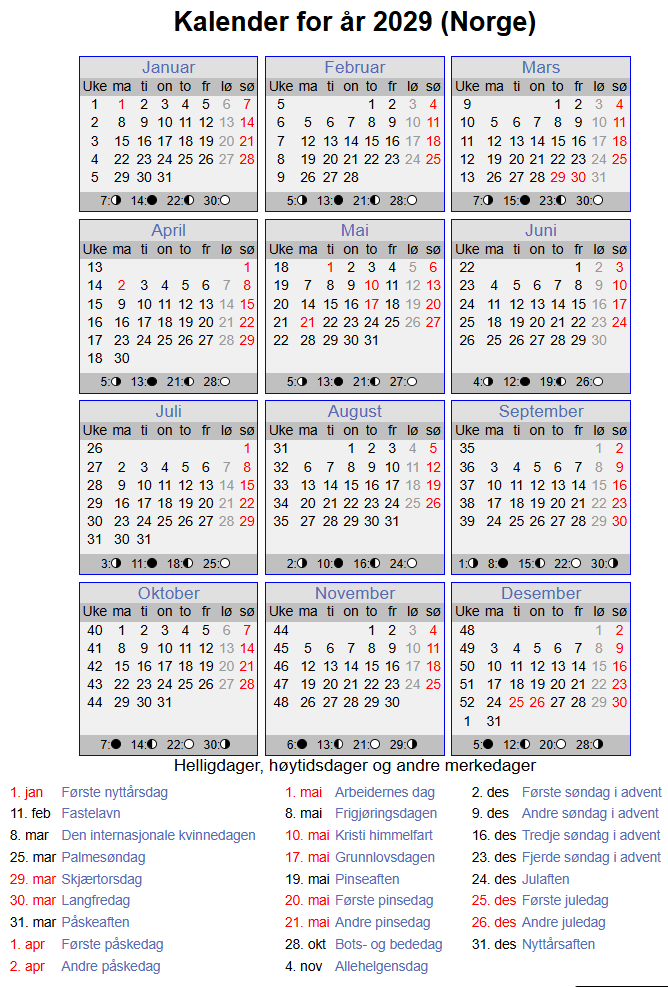 Kalender for år 2029 (Norge)
Januar
Uke ma ti on to fr lø sø
1 1 2 3 4 5 6 7
2 8 9 10 11 12 13 14
3 15 16 17 18 19 20 21
4 22 23 24 25 26 27 28
5 29 30 31
7: 14: 22: 30:
Februar
Uke ma ti on to fr lø sø
5 1 2 3 4
6 5 6 7 8 9 10 11
7 12 13 14 15 16 17 18
8 19 20 21 22 23 24 25
9 26 27 28
5: 13: 21: 28:
Mars
Uke ma ti on to fr lø sø
9 1 2 3 4
10 5 6 7 8 9 10 11
11 12 13 14 15 16 17 18
12 19 20 21 22 23 24 25
13 26 27 28 29 30 31
7: 15: 23: 30:
April
Uke ma ti on to fr lø sø
13 1
14 2 3 4 5 6 7 8
15 9 10 11 12 13 14 15
16 16 17 18 19 20 21 22
17 23 24 25 26 27 28 29
18 30
5: 13: 21: 28:
Mai
Uke ma ti on to fr lø sø
18 1 2 3 4 5 6
19 7 8 9 10 11 12 13
20 14 15 16 17 18 19 20
21 21 22 23 24 25 26 27
22 28 29 30 31
5: 13: 21: 27:
Juni
Uke ma ti on to fr lø sø
22 1 2 3
23 4 5 6 7 8 9 10
24 11 12 13 14 15 16 17
25 18 19 20 21 22 23 24
26 25 26 27 28 29 30
4: 12: 19: 26:
Juli
Uke ma ti on to fr lø sø
26 1
27 2 3 4 5 6 7 8
28 9 10 11 12 13 14 15
29 16 17 18 19 20 21 22
30 23 24 25 26 27 28 29
31 30 31
3: 11: 18: 25:
August
Uke ma ti on to fr lø sø
31 1 2 3 4 5
32 6 7 8 9 10 11 12
33 13 14 15 16 17 18 19
34 20 21 22 23 24 25 26
35 27 28 29 30 31
2: 10: 16: 24:
September
Uke ma ti on to fr lø sø
35 1 2
36 3 4 5 6 7 8 9
37 10 11 12 13 14 15 16
38 17 18 19 20 21 22 23
39 24 25 26 27 28 29 30
1: 8: 15: 22: 30:
Oktober
Uke ma ti on to fr lø sø
40 1 2 3 4 5 6 7
41 8 9 10 11 12 13 14
42 15 16 17 18 19 20 21
43 22 23 24 25 26 27 28
44 29 30 31
7: 14: 22: 30:
November
Uke ma ti on to fr lø sø
44 1 2 3 4
45 5 6 7 8 9 10 11
46 12 13 14 15 16 17 18
47 19 20 21 22 23 24 25
48 26 27 28 29 30
6: 13: 21: 29:
Desember
Uke ma ti on to fr lø sø
48 1 2
49 3 4 5 6 7 8 9
50 10 11 12 13 14 15 16
51 17 18 19 20 21 22 23
52 24 25 26 27 28 29 30
1 31
5: 12: 20: 28:
Helligdager, høytidsdager og andre merkedager
1. jan Første nyttårsdag
11. feb Fastelavn
8. mar Den internasjonale kvinnedagen
25. mar Palmesøndag
29. mar Skjærtorsdag
30. mar Langfredag
31. mar Påskeaften
1. apr Første påskedag
2. apr Andre påskedag
1. mai Arbeidernes dag
8. mai Frigjøringsdagen
10. mai Kristi himmelfart
17. mai Grunnlovsdagen
19. mai Pinseaften
20. mai Første pinsedag
21. mai Andre pinsedag
28. okt Bots- og bededag
4. nov Allehelgensdag
2. des Første søndag i advent
9. des Andre søndag i advent
16. des Tredje søndag i advent
23. des Fjerde søndag i advent
24. des Julaften
25. des Første juledag
26. des Andre juledag
31. des Nyttårsaften